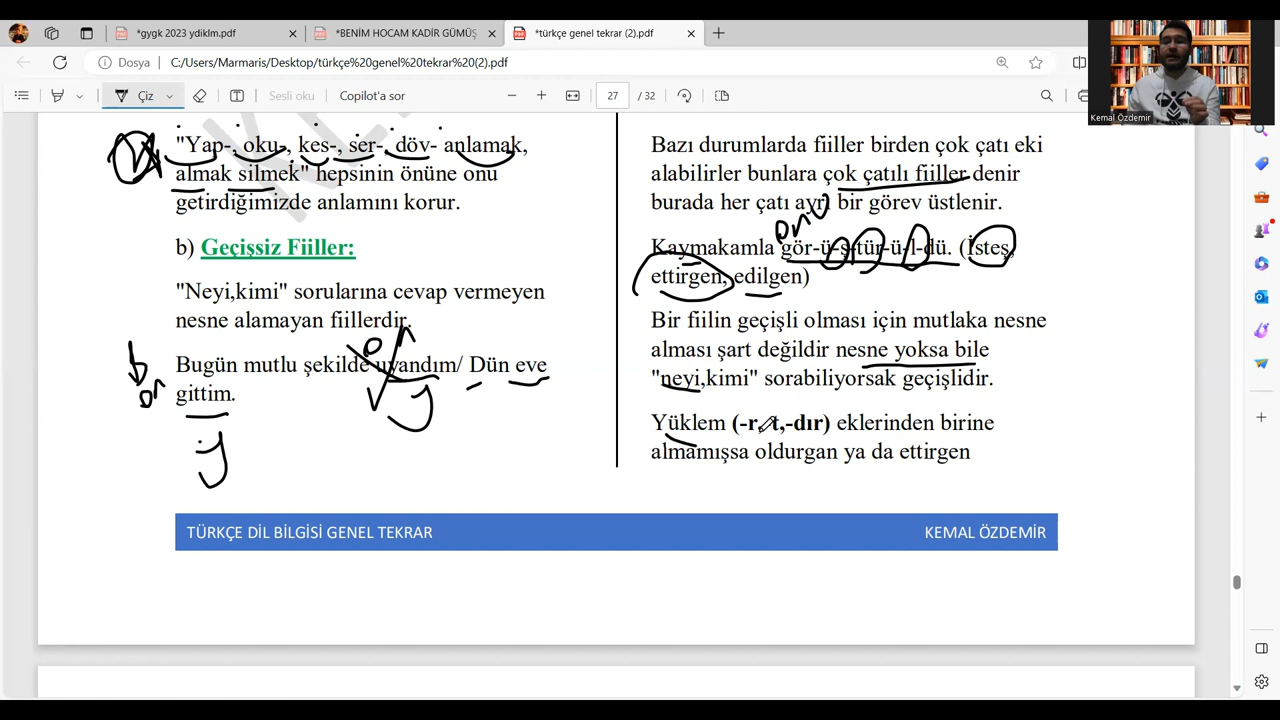 *gygk 2023 ydiklm.pdf
*BENİM HOCAM KADİR GÜMÜŞ
*türkçe genel tekrar (2).pdf
Dosya
C:/Users/Marmaris/Desktop/türkçe%20genel%20tekrar%20(2).pdf
Çiz
Sesli oku
Copilot'a sor
27 / 32
Kemal Özdemir
"Yap-, oku-, kes-, ser-, döv- anlamak,
almak silmek" hepsinin önüne onu
getirdiğimizde anlamını korur.
b) Geçişsiz Fiiller:
"Neyi,kimi" sorularına cevap vermeyen
nesne alamayan fiillerdir.
Bugün mutlu şekilde uyandım/ Dün eve
gittim.
Bazı durumlarda fiiller birden çok çatı eki
alabilirler bunlara çok çatılı fiiller denir
burada her çatı ayrı bir görev üstlenir.
onu
Kaymakamla gör-ü-ş-tür-ü-l-dü. (İsteş,
ettirgen, edilgen)
Bir fiilin geçişli olması için mutlaka nesne
alması şart değildir nesne yoksa bile
"neyi,kimi" sorabiliyorsak geçişlidir.
Yüklem (-r,-t,-dır) eklerinden birine
almamışsa oldurgan ya da ettirgen
TÜRKÇE DİL BİLGİSİ GENEL TEKRAR
KEMAL ÖZDEMİR